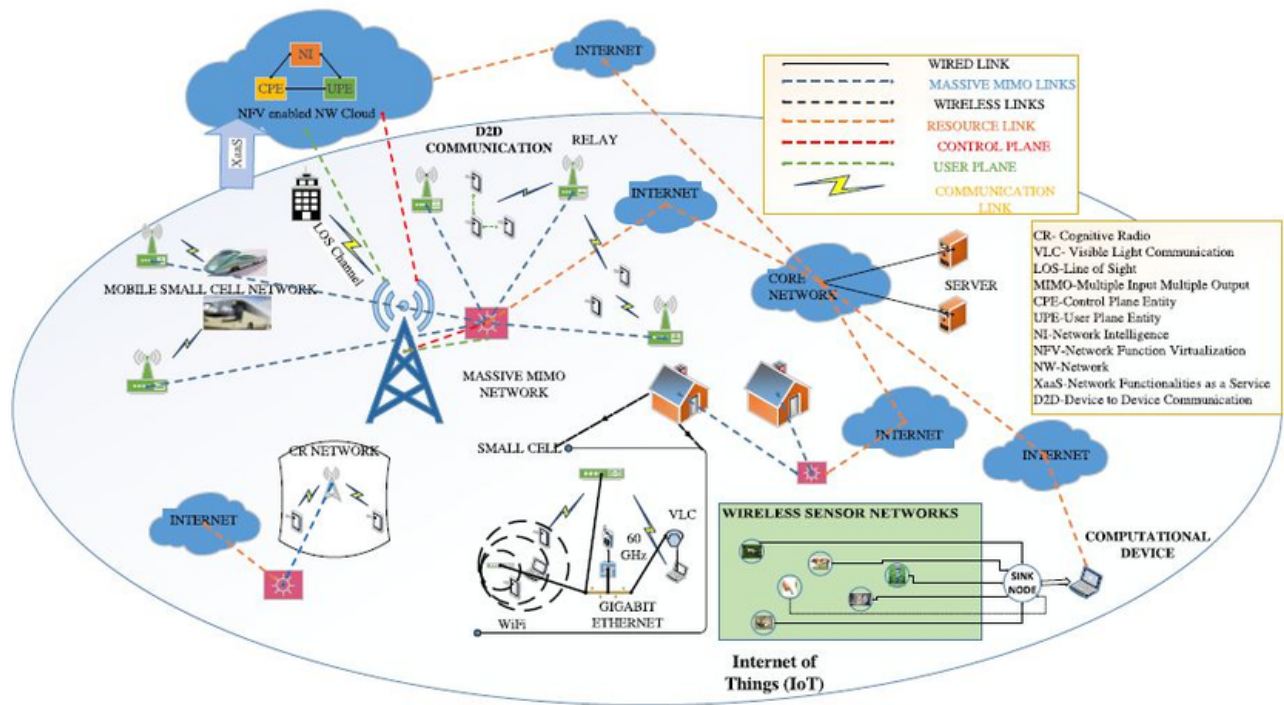 INTERNET
NI
CPE
UPE
NFV enabled NW Cloud
XaaS
D2D
COMMUNICATION
RELAY
INTERNET
LOS Channel
MOBILE SMALL CELL NETWORK
MASSIVE MIMO
NETWORK
WIRED LINK
MASSIVE MIMO LINKS
WIRELESS LINKS
RESOURCE LINK
CONTROL PLANE
USER PLANE
COMMUNICATION
LINK
CORE
NETWORK
SERVER
CR- Cognitive Radio
VLC- Visible Light Communication
LOS-Line of Sight
MIMO-Multiple Input Multiple Output
CPE-Control Plane Entity
UPE-User Plane Entity
NI-Network Intelligence
NFV-Network Function Virtualization
NW-Network
XaaS-Network Functionalities as a Service
D2D-Device to Device Communication
SMALL CELL
CR NETWORK
INTERNET
INTERNET
INTERNET
VLC
60
GHz
GIGABIT
ETHERNET
WiFi
WIRELESS SENSOR NETWORKS
SINK
NODE
COMPUTATIONAL
DEVICE
Internet of
Things (IoT)